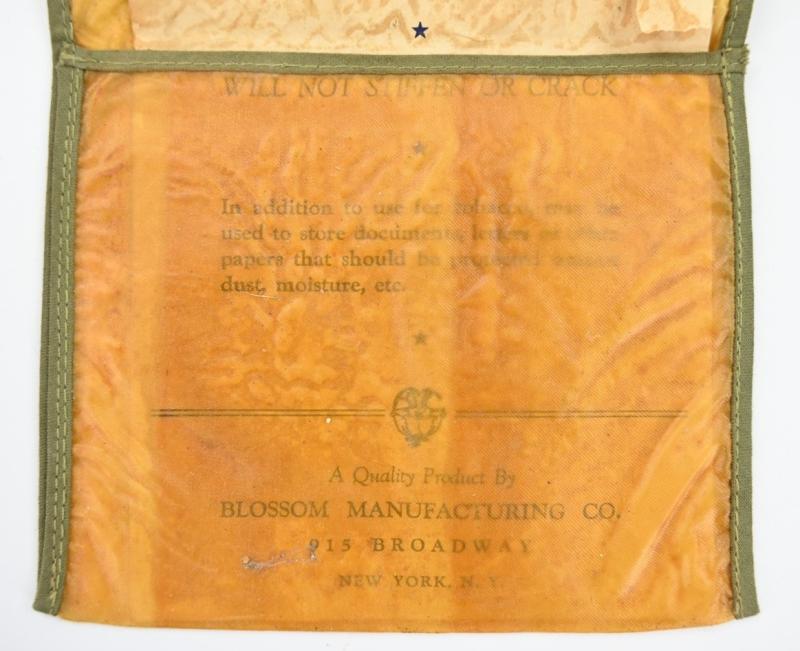 WILL NOT STIFFEN OR CRACK
In addition to use for tobacco, may be
used to store documents, letters or other
papers that should be protected against
dust, moisture, etc.
A Quality Product By
BLOSSOM MANUFACTURING CO.
915 BROADWAY
NEW YORK, N. Y.